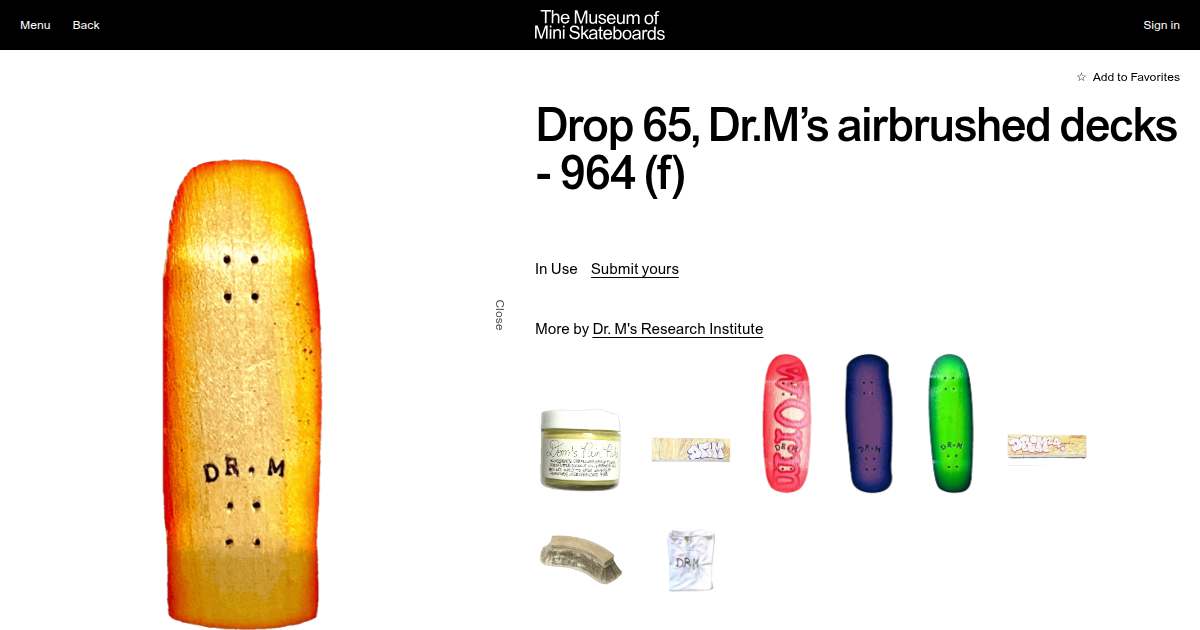 Menu
Back
The Museum of
Mini Skateboards
Sign in
☆ Add to Favorites
Drop 65, Dr.M’s airbrushed decks
- 964 (f)
In Use
Submit yours
Close
More by Dr. M's Research Institute
DR • M
DR•M
DR•M
DR•M
DRM